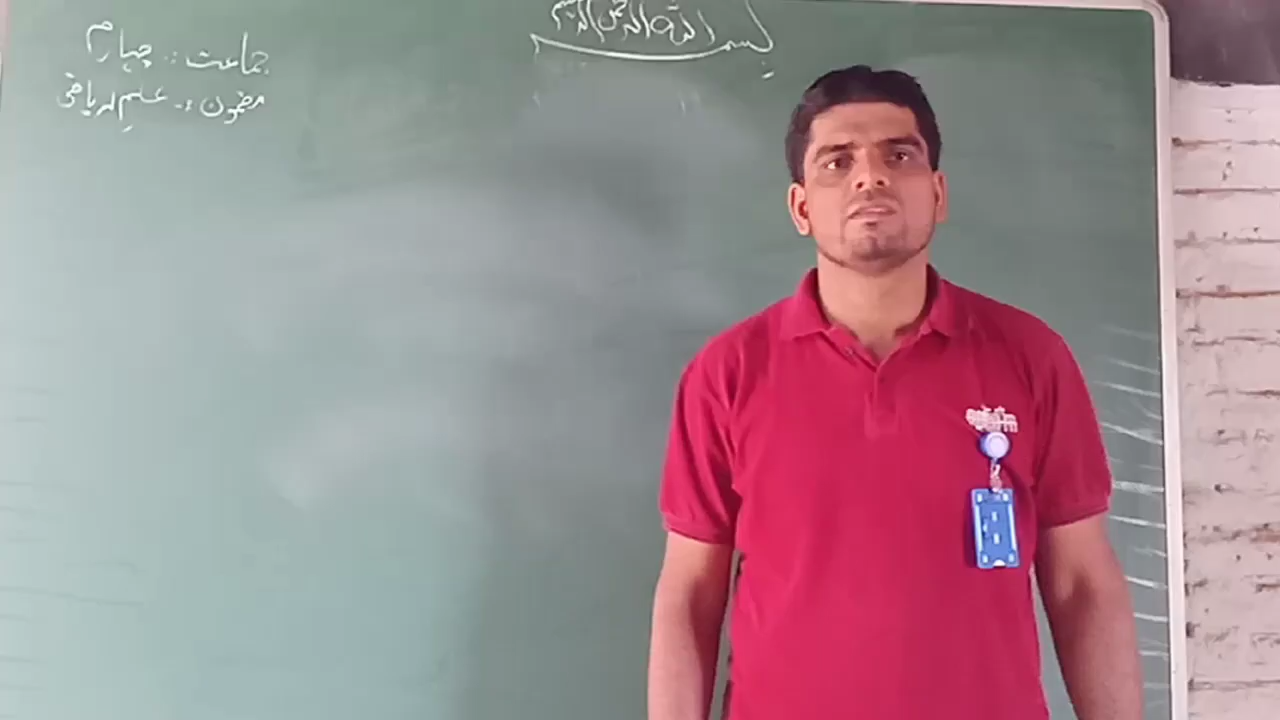 بسم اللہ الرحمن الرحیم
جماعت :۔ چہارم
مضمون :۔ علم ریاضی